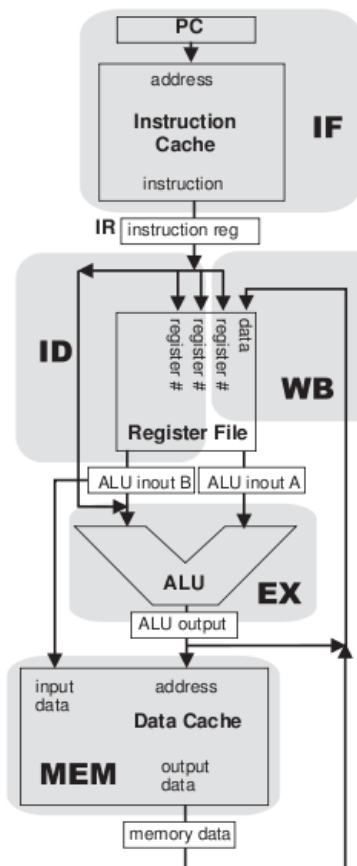 PC
address
Instruction
Cache
IF
instruction
IR instruction reg
ID
register #
register #
register #
data
WB
Register File
ALU inout B
ALU inout A
ALU
EX
ALU output
input
data
address
Data Cache
MEM
output
data
memory data